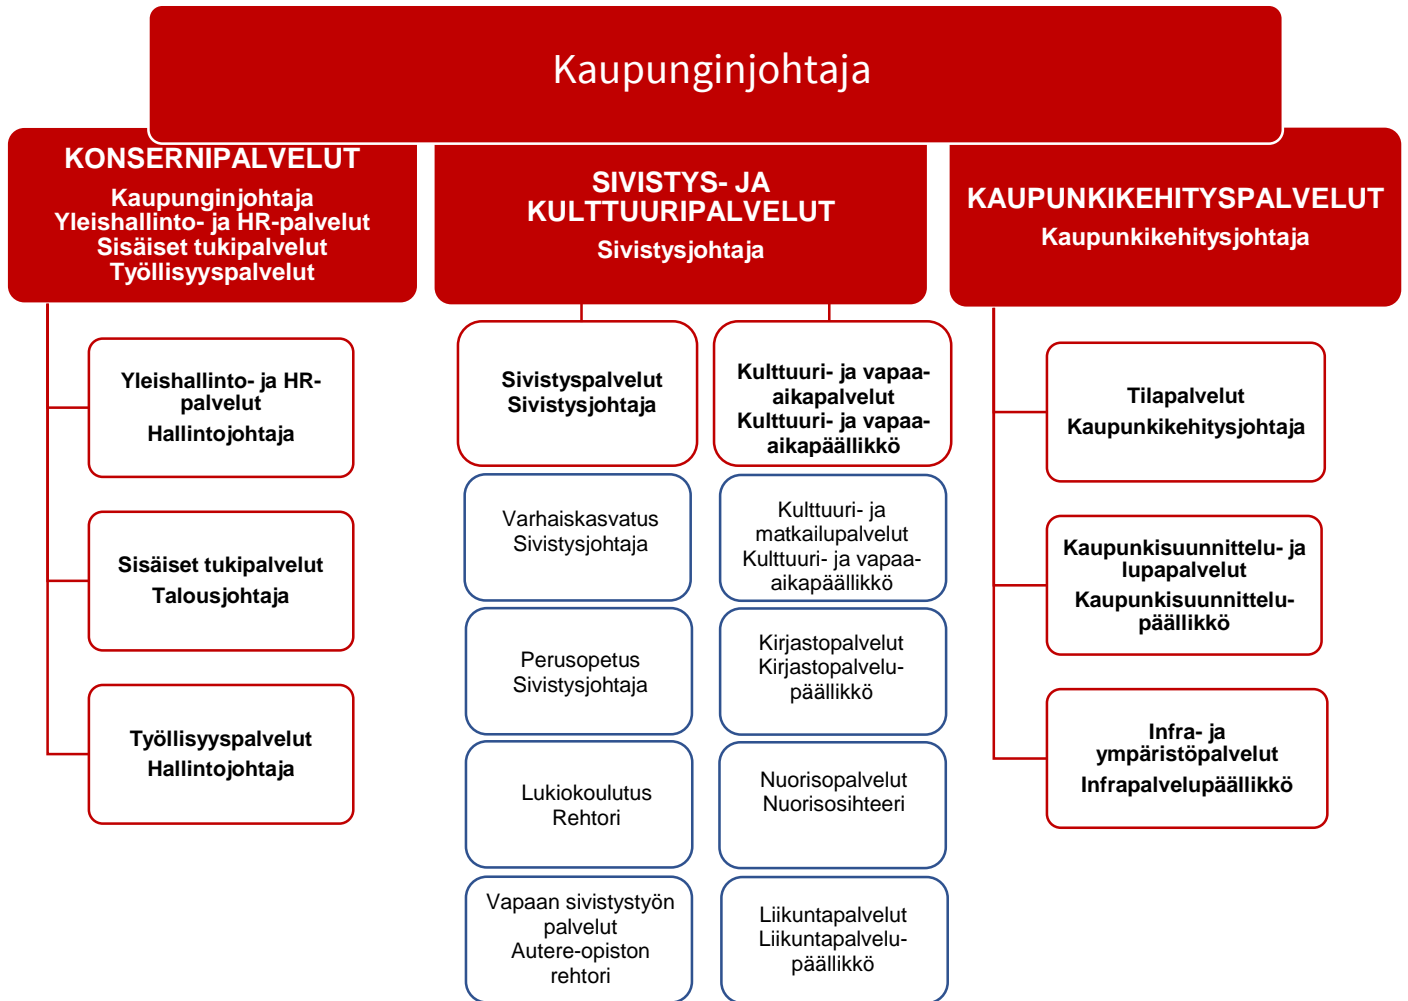 Kaupunginjohtaja
KONSERNIPALVELUT
Kaupunginjohtaja
Yleishallinto- ja HR-palvelut
Sisäiset tukipalvelut
Työllisyyspalvelut
SIVISTYS- JA
KULTTUURIPALVELUT
Sivistysjohtaja
KAUPUNKIKEHITYSPALVELUT
Kaupunkikehitysjohtaja
Yleishallinto- ja HR-
palvelut
Hallintojohtaja
Sisäiset tukipalvelut
Talousjohtaja
Työllisyyspalvelut
Hallintojohtaja
Sivistyspalvelut
Sivistysjohtaja
Varhaiskasvatus
Sivistysjohtaja
Perusopetus
Sivistysjohtaja
Lukiokoulutus
Rehtori
Vapaan sivistystyön
palvelut
Autere-opiston
rehtori
Kulttuuri- ja vapaa-
aikapalvelut
Kulttuuri- ja vapaa-
aikapäällikkö
Kulttuuri- ja
matkailupalvelut
Kulttuuri- ja vapaa-
aikapäällikkö
Kirjastopalvelut
Kirjastopalvelu-
päällikkö
Nuorisopalvelut
Nuorisosihteeri
Liikuntapalvelut
Liikuntapalvelu-
päällikkö
Tilapalvelut
Kaupunkikehitysjohtaja
Kaupunkisuunnittelu- ja
lupapalvelut
Kaupunkisuunnittelu-
päällikkö
Infra- ja
ympäristöpalvelut
Infrapalvelupäällikkö